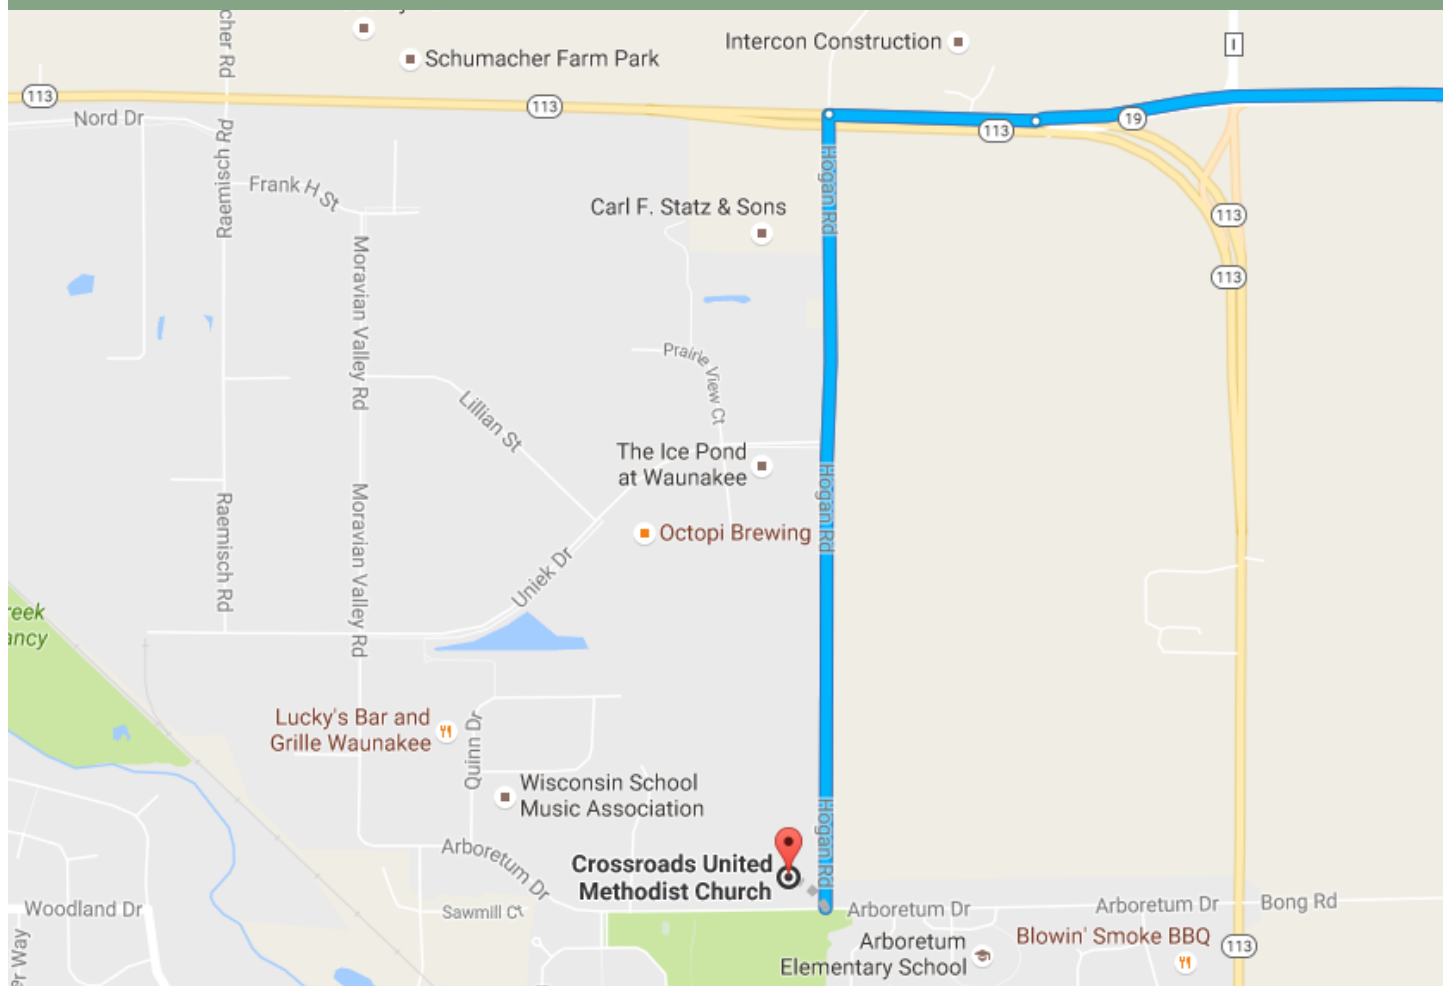 cher Rd
Schumacher Farm Park
Intercon Construction
I
113
113
113
19
Nord Dr
Raemisch Rd
Frank H St
Hogan Rd
Carl F. Statz & Sons
113
113
Moravian Valley Rd
Prairie View Ct
Lillian St
The Ice Pond
at Waunakee
Hogan Rd
Raemisch Rd
Moravian Valley Rd
Octopi Brewing
Uniek Dr
reek
ancy
Lucky's Bar and
Grille Waunakee
Quinn Dr
Wisconsin School
Music Association
Hogan Rd
Arboretum Dr
Crossroads United
Methodist Church
Woodland Dr
Sawmill Ct
Arboretum Dr
Arboretum Dr
Bong Rd
er Way
Arboretum
Elementary School
Blowin' Smoke BBQ
113